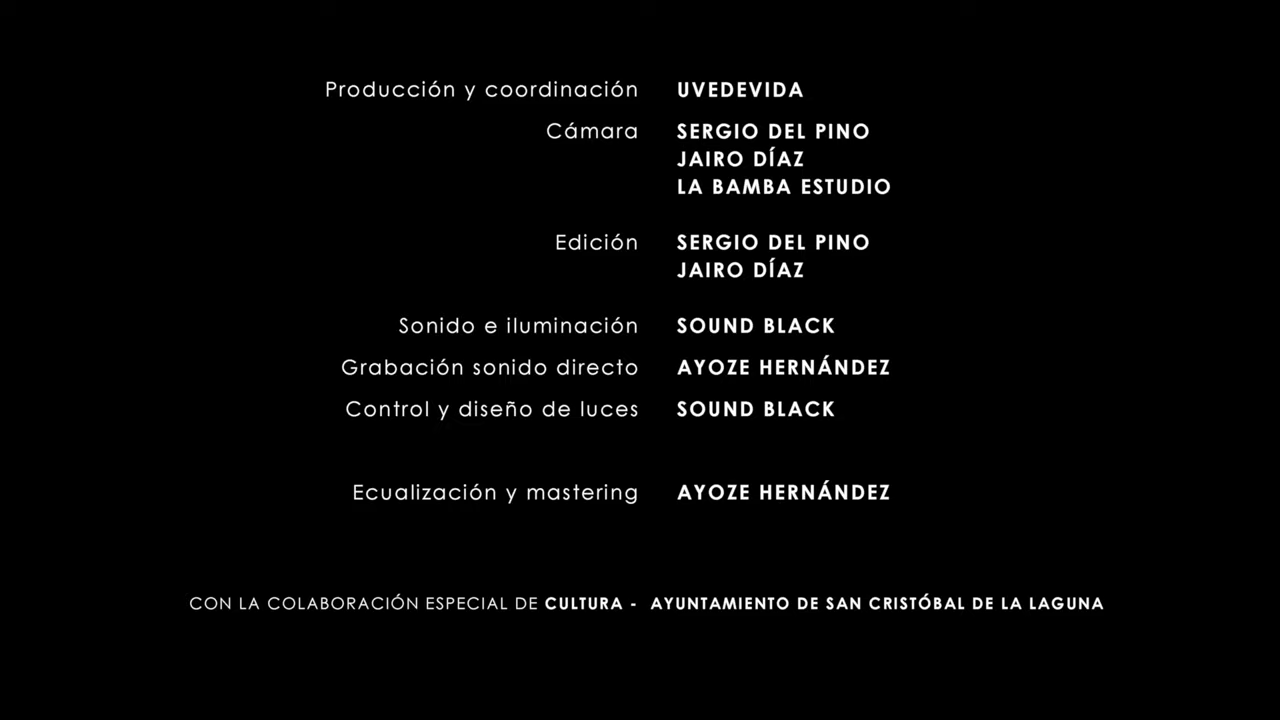 Producción y coordinación UVEDEVIDA
Cámara SERGIO DEL PINO
JAIRO DÍAZ
LA BAMBA ESTUDIO
Edición SERGIO DEL PINO
JAIRO DÍAZ
Sonido e iluminación SOUND BLACK
Grabación sonido directo AYOZE HERNÁNDEZ
Control y diseño de luces SOUND BLACK
Ecualización y mastering AYOZE HERNÁNDEZ
CON LA COLABORACIÓN ESPECIAL DE CULTURA - AYUNTAMIENTO DE SAN CRISTÓBAL DE LA LAGUNA